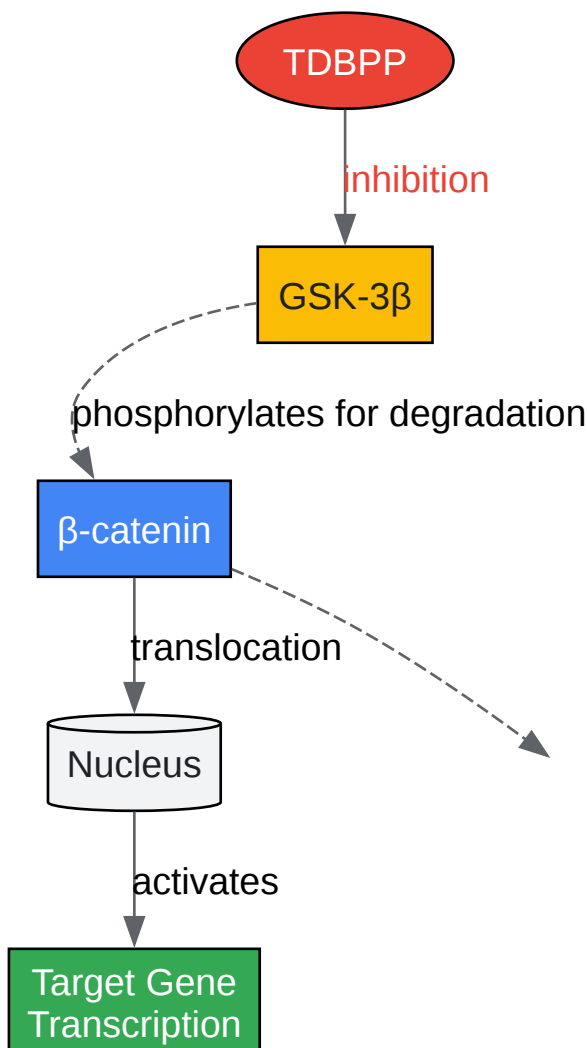 TDBPP
inhibition
GSK-3β
phosphorylates for degradation
β-catenin
translocation
Nucleus
activates
Target Gene
Transcription